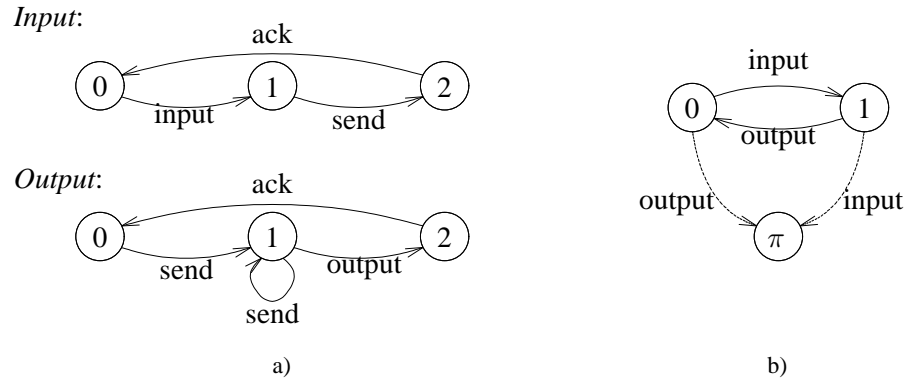 Input:
ack
0
1
2
input
send
Output:
ack
0
1
2
send
output
send
a)
input
0
1
output
output
input
π
b)